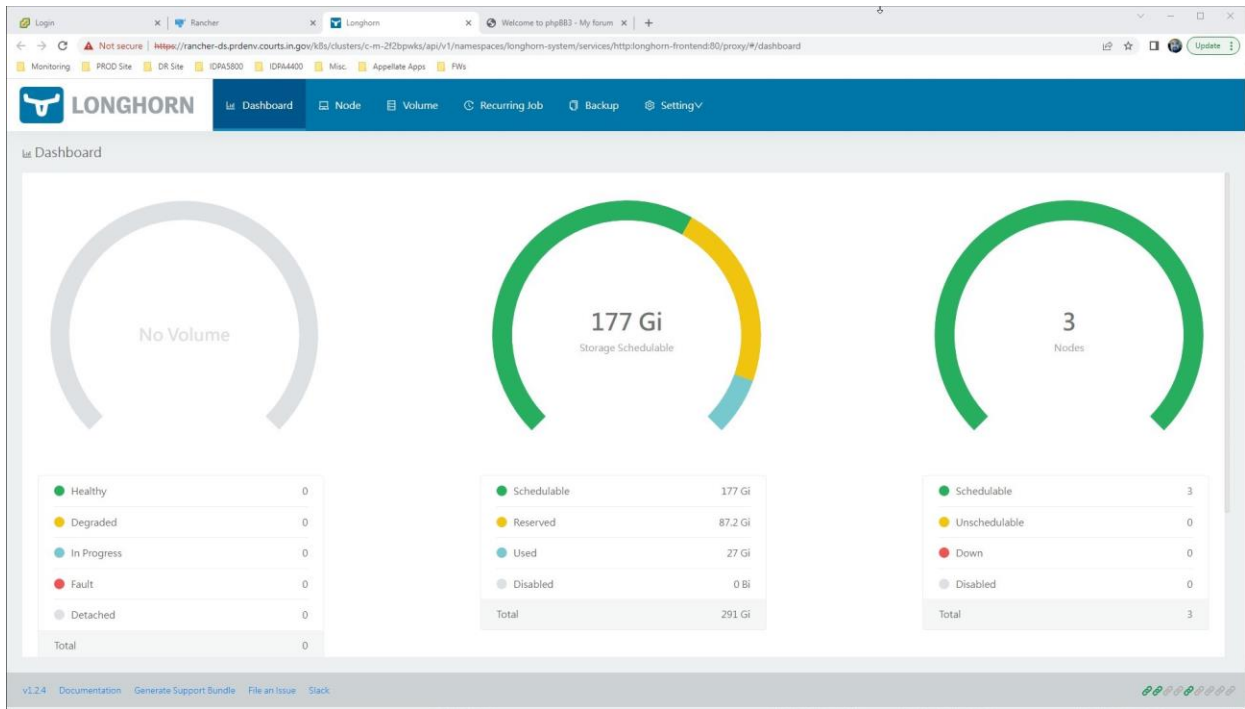 Login
Rancher
Longhorn
Welcome to phpBB3 - My forum
Not secure | https://rancher-ds.prdenv.courts.in.gov/k8s/clusters/c-m-2f2bpwks/api/v1/namespaces/longhorn-system/services/http:longhorn-frontend:80/proxy/#/dashboard
Update
Monitoring PROD Site DR Site IDPA5800 IDPA4400 Misc. Appellate Apps FWs
LONGHORN Dashboard Node Volume Recurring Job Backup Setting
Dashboard
No Volume
Healthy 0
Degraded 0
In Progress 0
Fault 0
Detached 0
Total 0
177 Gi
Storage Schedulable
Schedulable 177 Gi
Reserved 87.2 Gi
Used 27 Gi
Disabled 0 Bi
Total 291 Gi
3
Nodes
Schedulable 3
Unschedulable 0
Down 0
Disabled 0
Total 3
v1.2.4 Documentation Generate Support Bundle File an Issue Slack